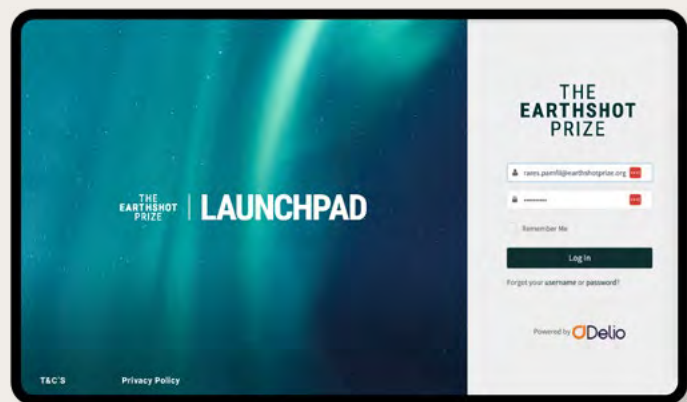 THE
EARTHSHOT
PRIZE
LAUNCHPAD
T&C'S
Privacy Policy
THE
EARTHSHOT
PRIZE
rares.pamfil@earthshotprize.org
Remember Me
Log In
Forgot your username or password?
Powered by Delio